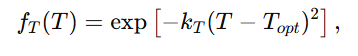 f_T(T) = exp [−k_T(T − T_opt)²] ,